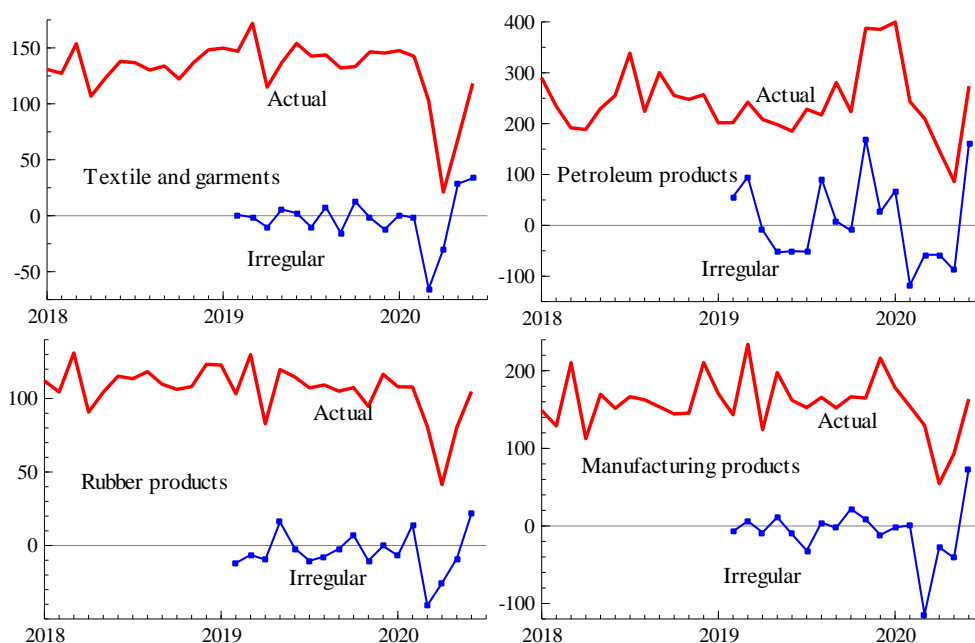 150
100
50
0
-50
Actual
Textile and garments
Irregular
2018 2019 2020
400
300
200
100
0
-100
Actual
Petroleum products
Irregular
2018 2019 2020
100
50
0
Actual
Rubber products
Irregular
2018 2019 2020
200
100
0
-100
Actual
Manufacturing products
Irregular
2018 2019 2020